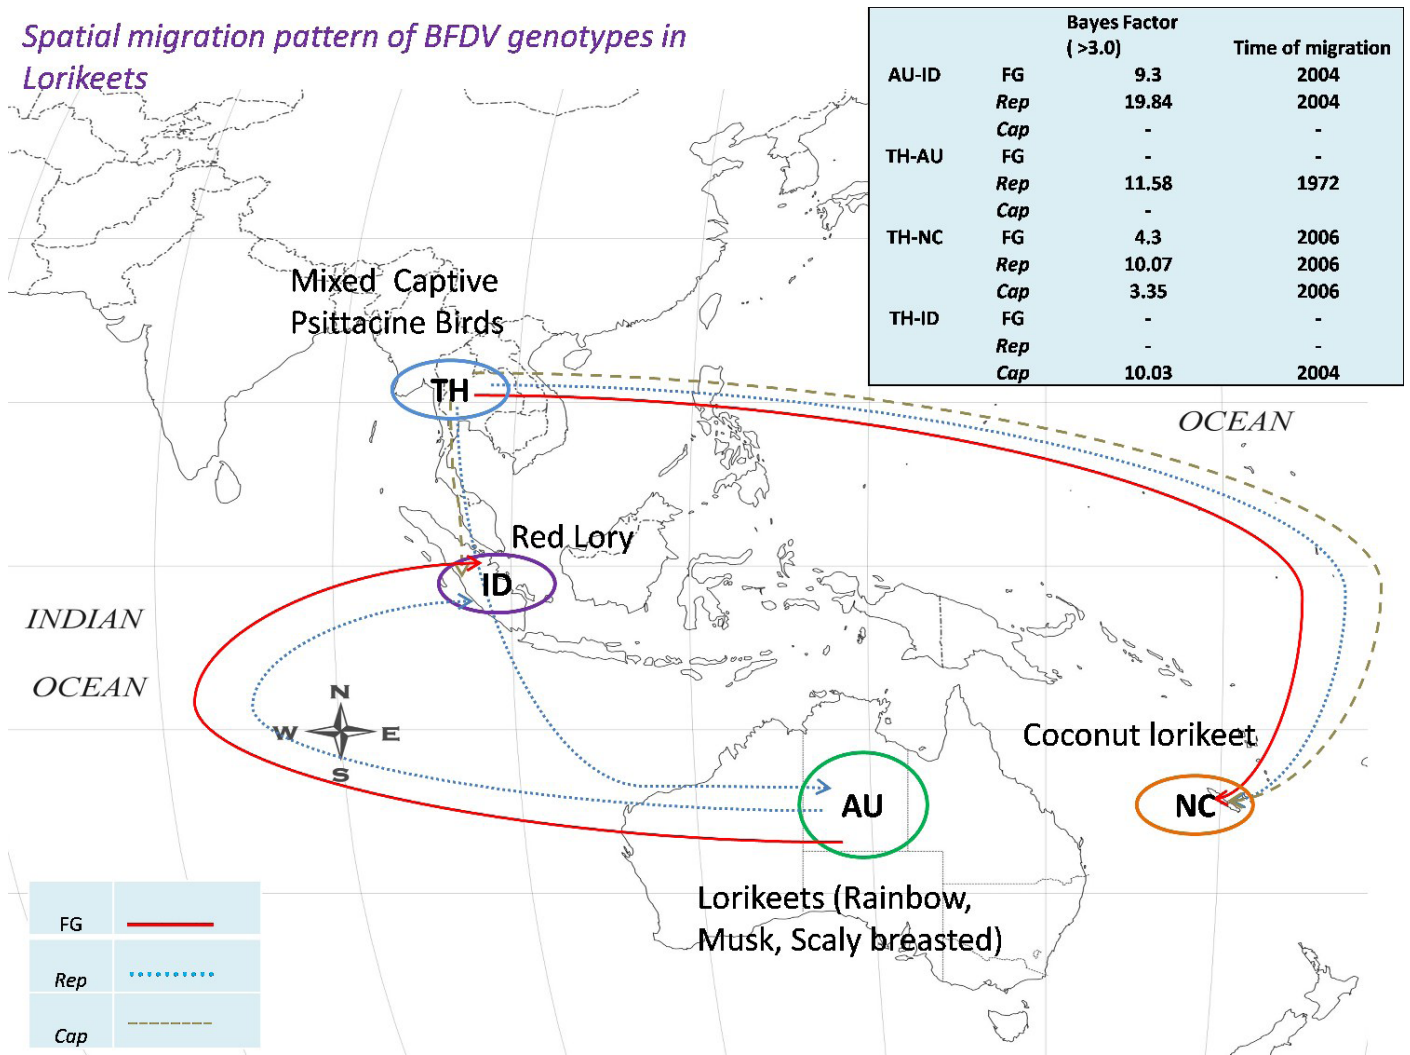 Spatial migration pattern of BFDV genotypes in
Lorikeets
Bayes Factor
( >3.0) Time of migration
AU-ID FG 9.3 2004
Rep 19.84 2004
Cap - -
TH-AU FG - -
Rep 11.58 1972
Cap -
TH-NC FG 4.3 2006
Rep 10.07 2006
Cap 3.35 2006
TH-ID FG - -
Rep - -
Cap 10.03 2004
Mixed Captive
Psittacine Birds
TH
OCEAN
Red Lory
ID
INDIAN
OCEAN
N
W E
S
Coconut lorikeet
AU
NC
Lorikeets (Rainbow,
Musk, Scaly breasted)
FG
Rep
Cap